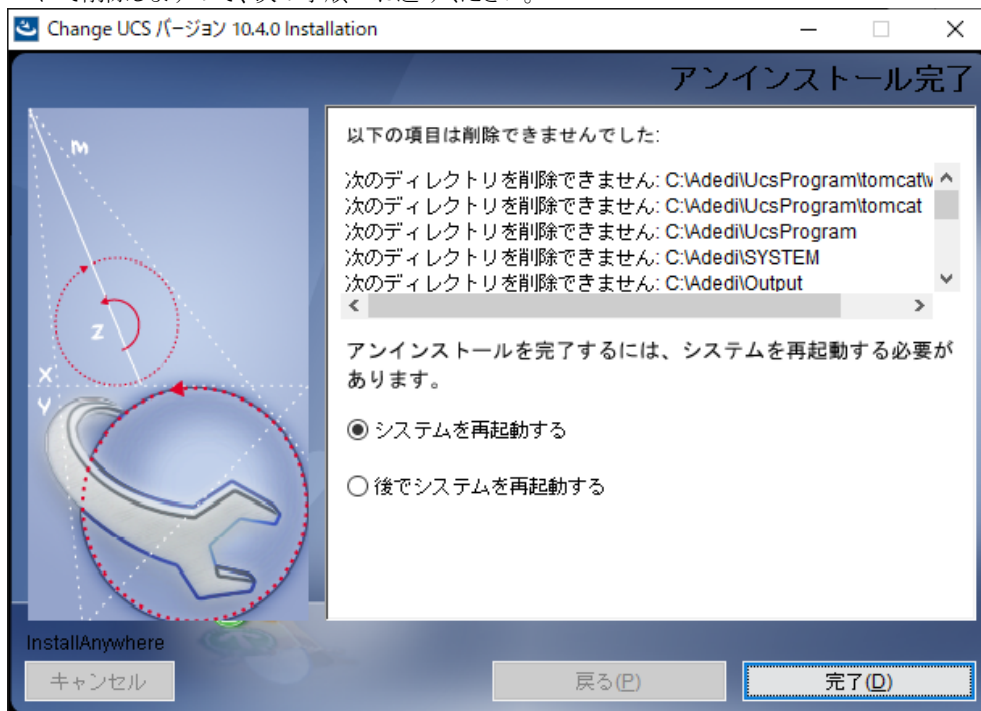 Change UCS バージョン 10.4.0 Installation
アンインストール完了
以下の項目は削除できませんでした:
次のディレクトリを削除できません: C:\Adedi\UcsProgram\tomcat\w
次のディレクトリを削除できません: C:\Adedi\UcsProgram\tomcat
次のディレクトリを削除できません: C:\Adedi\UcsProgram
次のディレクトリを削除できません: C:\Adedi\SYSTEM
次のディレクトリを削除できません: C:\Adedi\Output
アンインストールを完了するには、システムを再起動する必要が
あります。
システムを再起動する
後でシステムを再起動する
m
z
X
Y
InstallAnywhere
キャンセル
戻る(P)
完了(D)